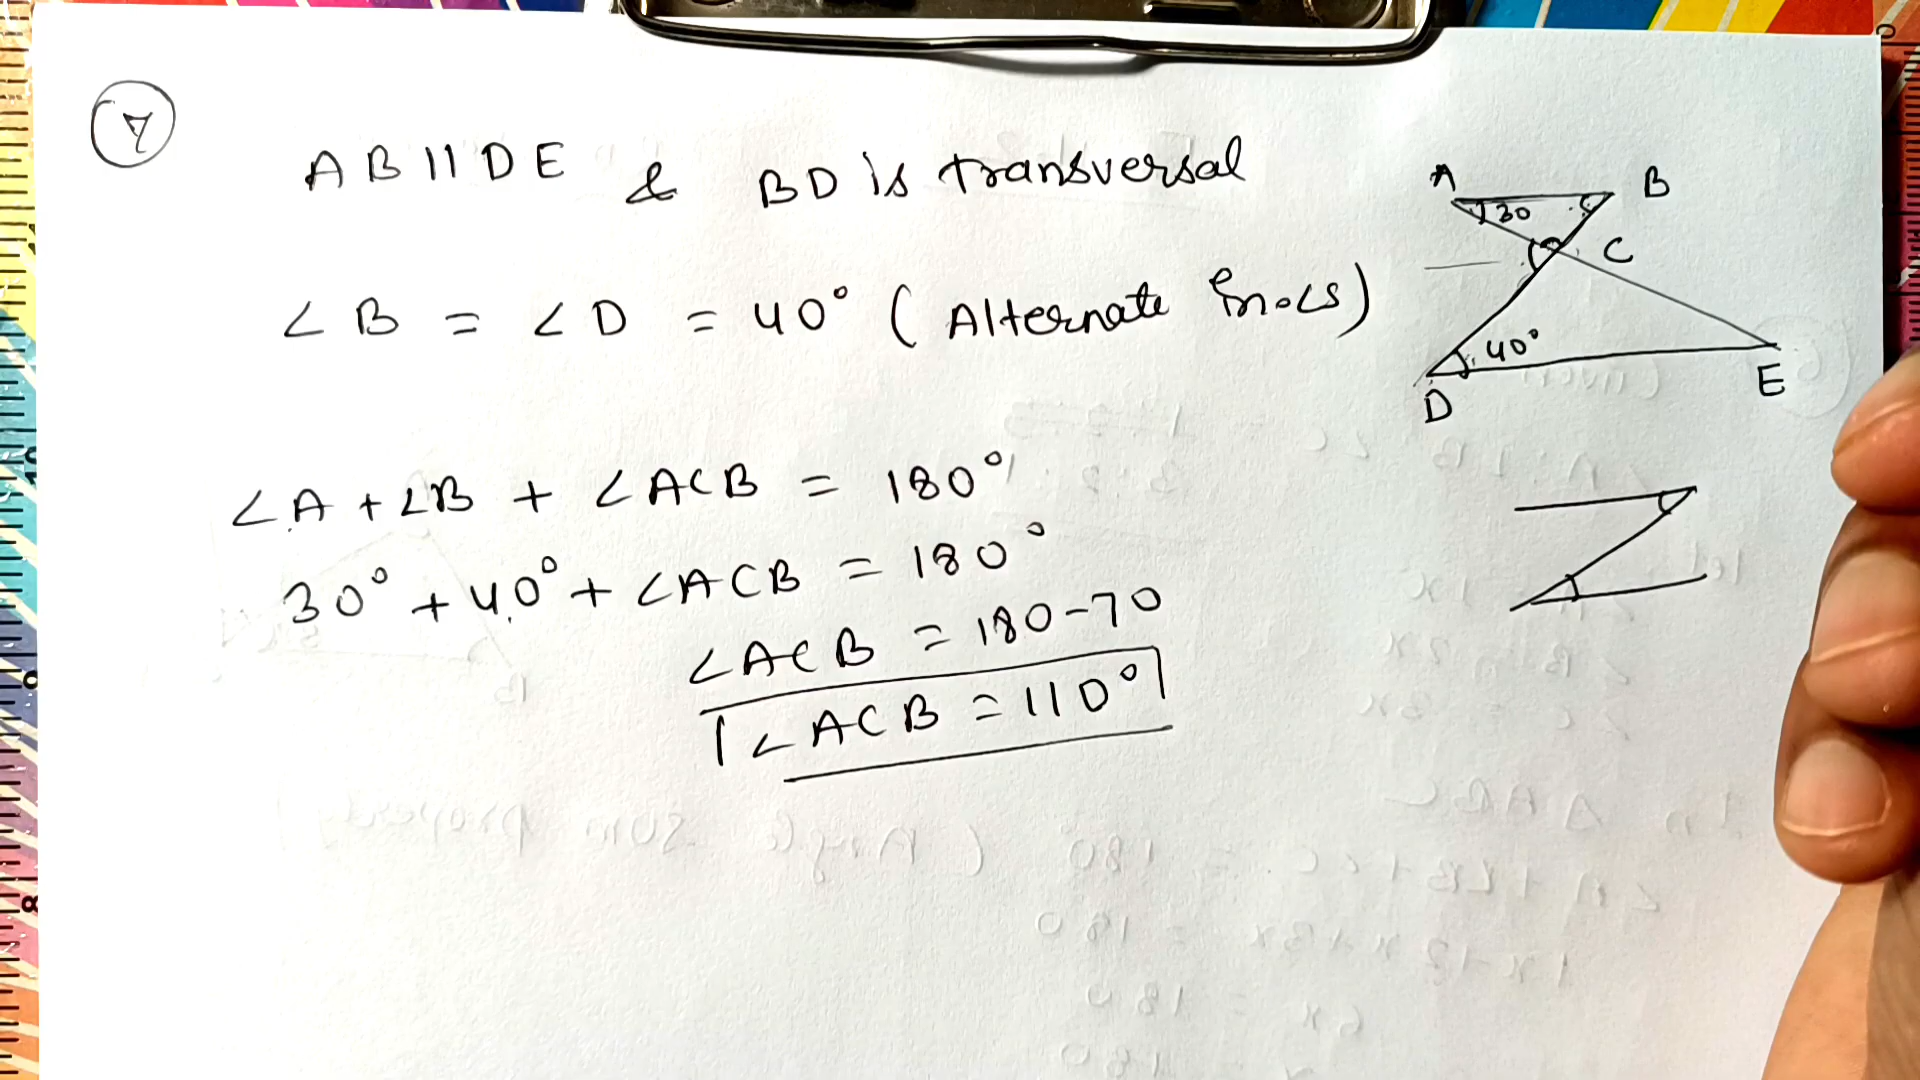 7
AB || DE & BD is transversal
∠B = ∠D = 40° ( Alternate In.∠s)
∠A + ∠B + ∠ACB = 180°
30° + 40° + ∠ACB = 180°
∠ACB = 180-70
∠ACB = 110°
A
B
30
C
40°
D
E